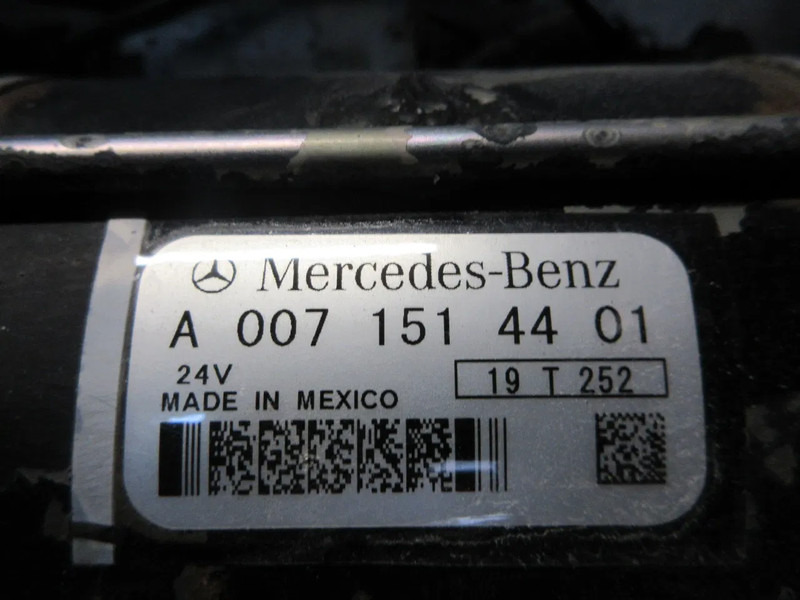 Mercedes-Benz
A 007 151 44 01
24V
19 T 252
MADE IN MEXICO